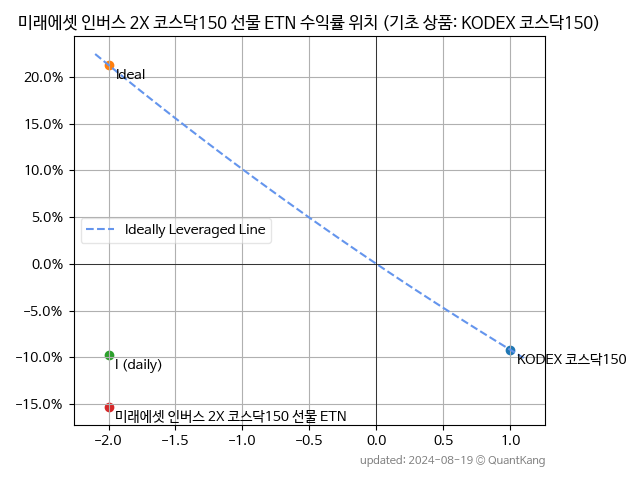 미래에셋 인버스 2X 코스닥150 선물 ETN 수익률 위치 (기초 상품: KODEX 코스닥150)
20.0%
15.0%
10.0%
5.0%
0.0%
−5.0%
−10.0%
−15.0%
Ideal
Ideally Leveraged Line
KODEX 코스닥150
I (daily)
미래에셋 인버스 2X 코스닥150 선물 ETN
−2.0 −1.5 −1.0 −0.5 0.0 0.5 1.0
updated: 2024-08-19 © QuantKang